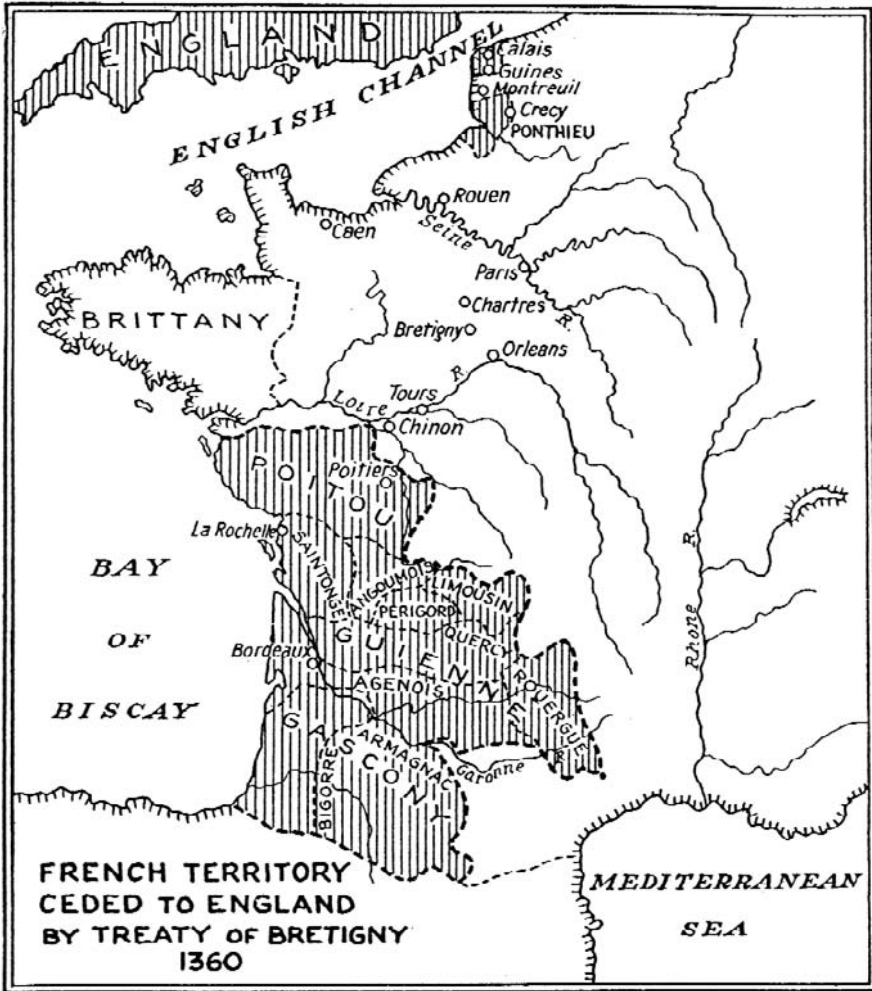 ENGLAND
ENGLISH CHANNEL
Calais
Guines
Montreuil
Crecy
PONTHIEU
Rouen
Caen
Seine
R.
Paris
Chartres
BRITTANY
Bretigny
Orleans
Loire
R.
Tours
Chinon
POITOU
Poitiers
La Rochelle
SAINTONGE
ANGOUMOIS
LIMOUSIN
PÉRIGORD
BAY
OF
BISCAY
GUIENNE
QUERCY
Bordeaux
AGENOIS
ROUERGUE
Rhone
R.
GASCONY
ARMAGNAC
BIGORRE
Garonne
R.
FRENCH TERRITORY
CEDED TO ENGLAND
BY TREATY OF BRETIGNY
1360
MEDITERRANEAN
SEA